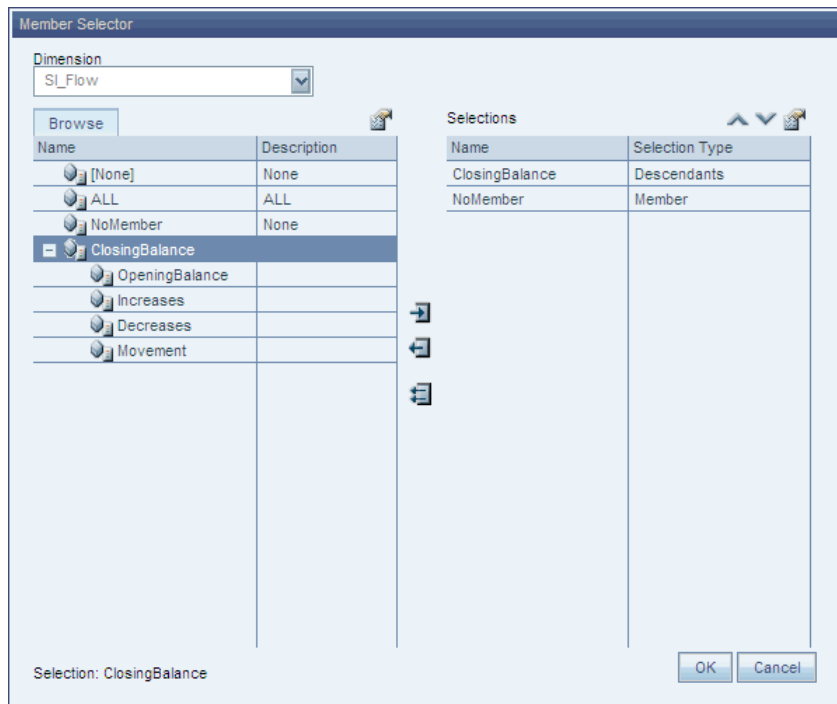 Member Selector
Dimension
SI_Flow
Browse
Name Description
[None] None
ALL ALL
NoMember None
ClosingBalance
OpeningBalance
Increases
Decreases
Movement
Selections
Name Selection Type
ClosingBalance Descendants
NoMember Member
Selection: ClosingBalance
OK Cancel